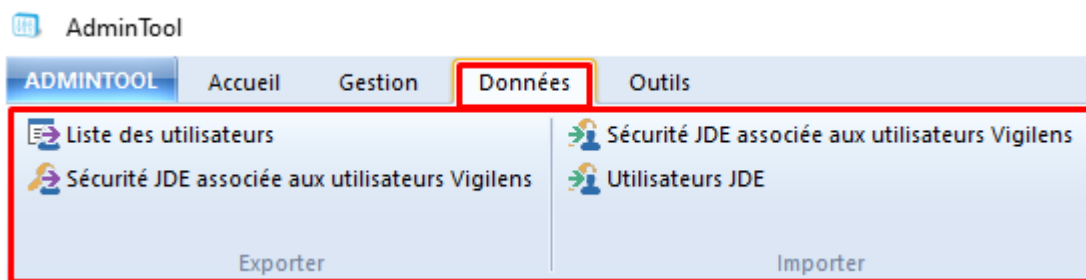 AdminTool
ADMINTOOL Accueil Gestion Données Outils
Liste des utilisateurs
Sécurité JDE associée aux utilisateurs Vigilens
Exporter
Sécurité JDE associée aux utilisateurs Vigilens
Utilisateurs JDE
Importer